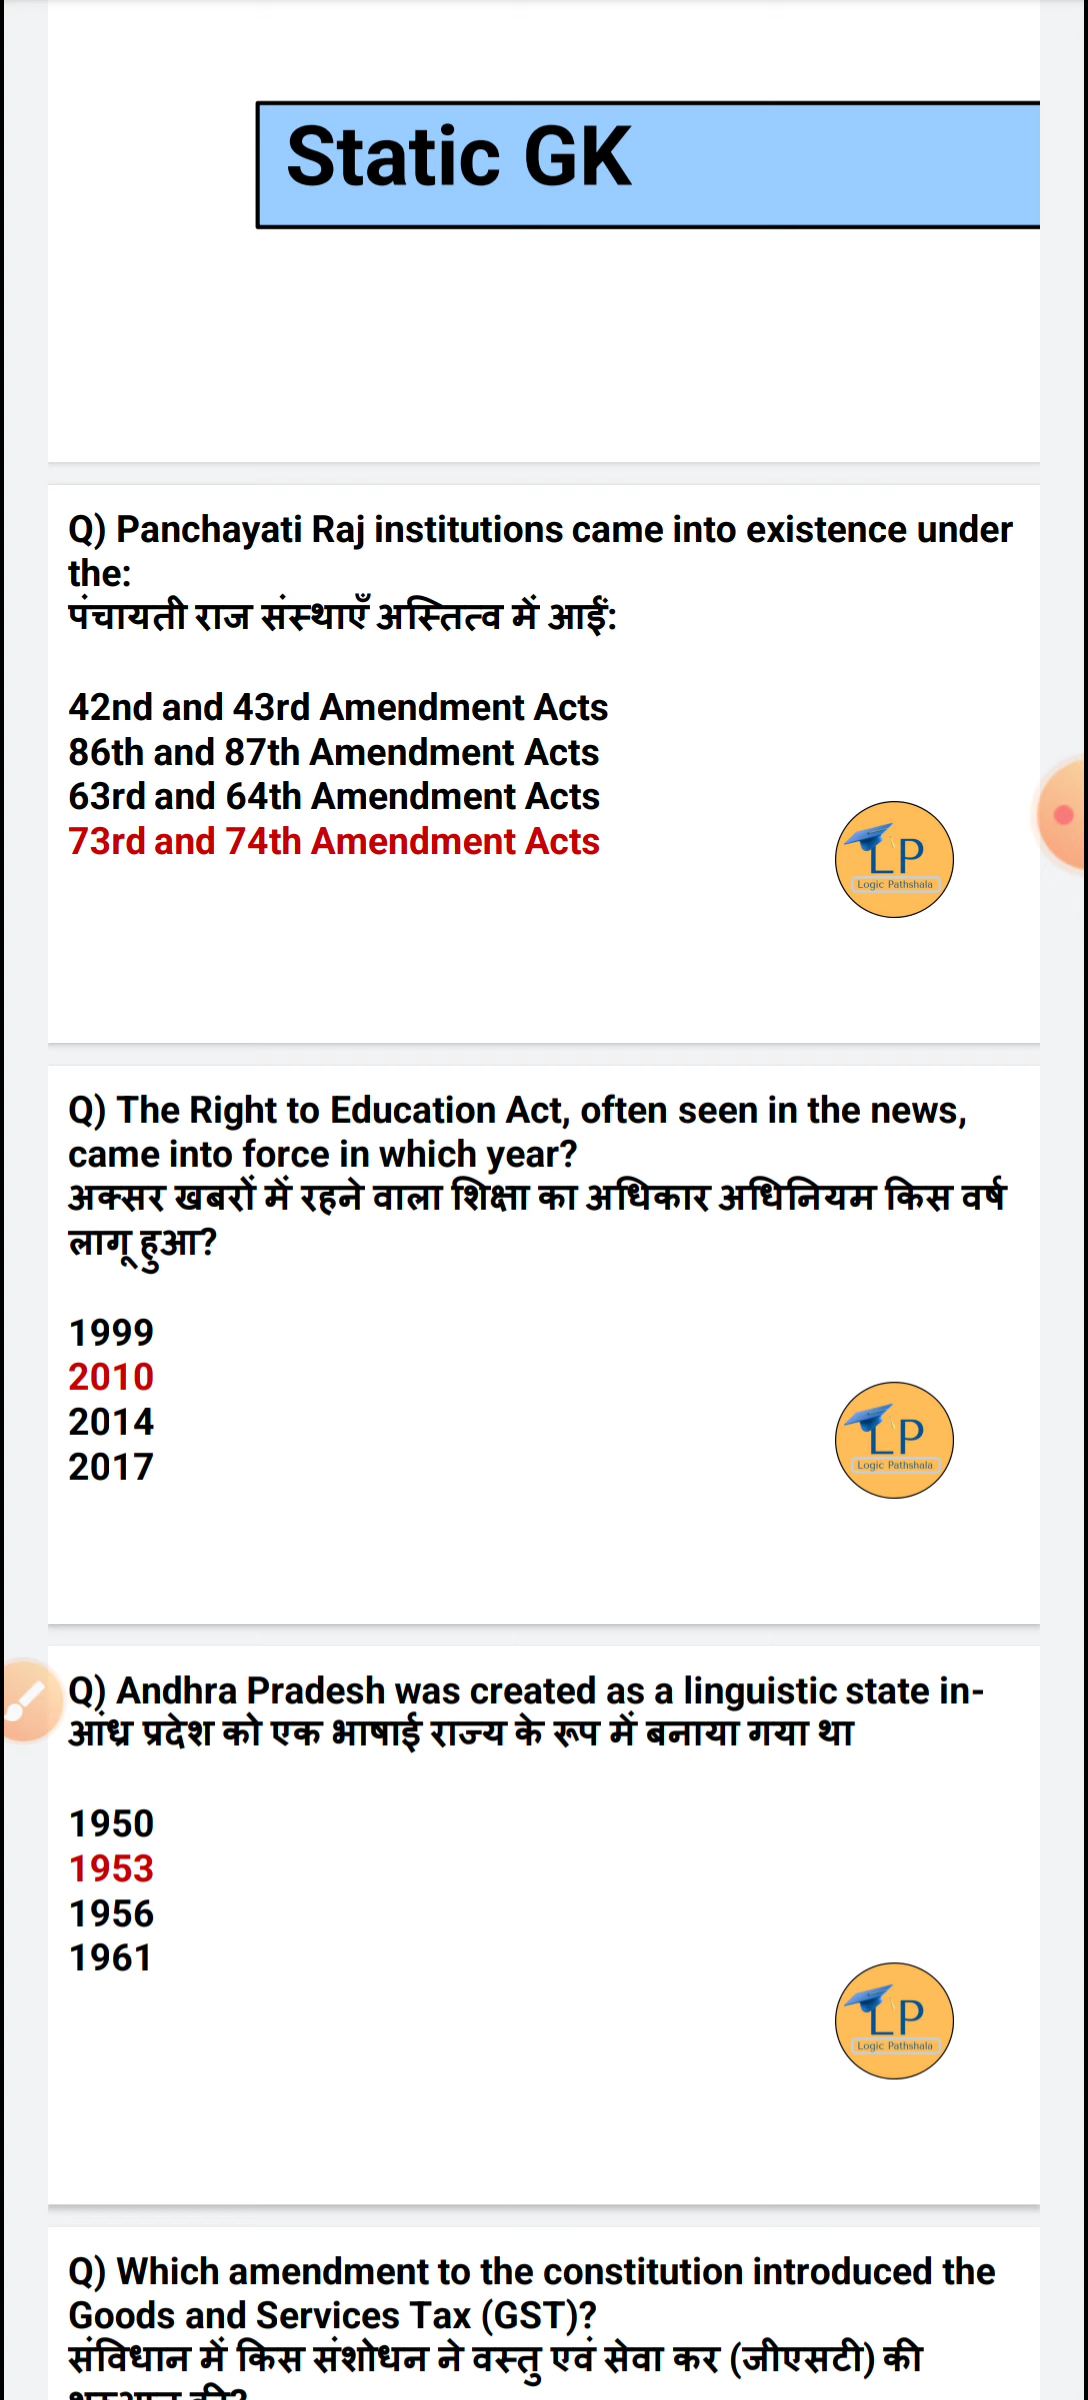 Static GK
Q) Panchayati Raj institutions came into existence under
the:
पंचायती राज संस्थाएँ अस्तित्व में आईं:
42nd and 43rd Amendment Acts
86th and 87th Amendment Acts
63rd and 64th Amendment Acts
73rd and 74th Amendment Acts
LP
Logic Pathshala
Q) The Right to Education Act, often seen in the news,
came into force in which year?
अक्सर खबरों में रहने वाला शिक्षा का अधिकार अधिनियम किस वर्ष
लागू हुआ?
1999
2010
2014
2017
LP
Logic Pathshala
Q) Andhra Pradesh was created as a linguistic state in-
आंध्र प्रदेश को एक भाषाई राज्य के रूप में बनाया गया था
1950
1953
1956
1961
LP
Logic Pathshala
Q) Which amendment to the constitution introduced the
Goods and Services Tax (GST)?
संविधान में किस संशोधन ने वस्तु एवं सेवा कर (जीएसटी) की